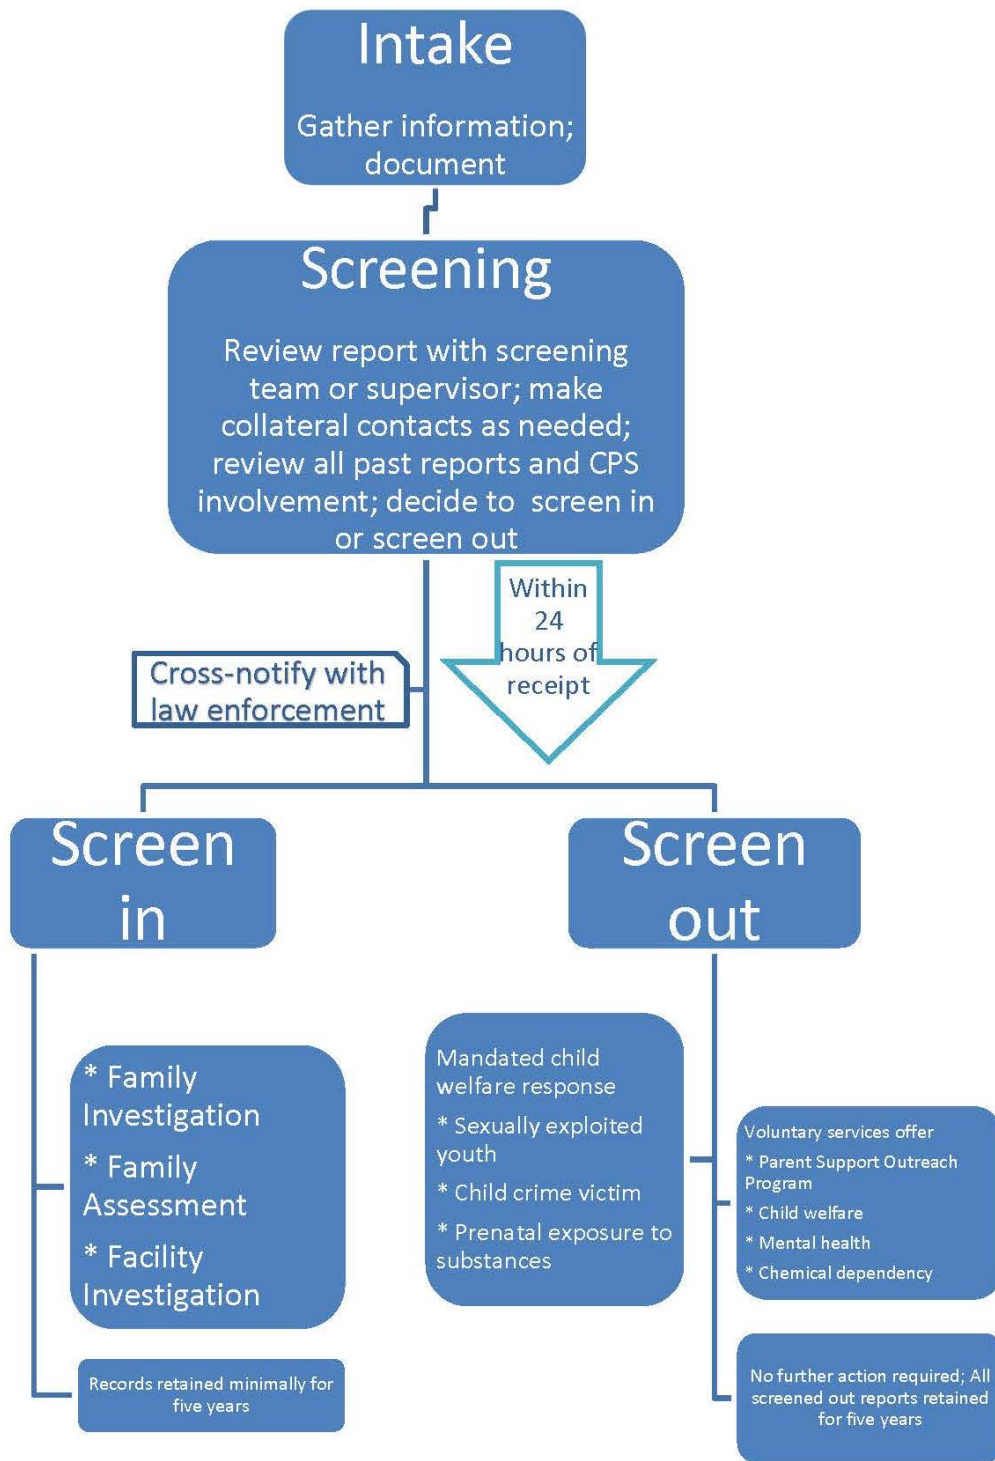 Intake
Gather information;
document
Screening
Review report with screening
team or supervisor; make
collateral contacts as needed;
review all past reports and CPS
involvement; decide to  screen in
or screen out
Within
24
hours of
receipt
Cross-notify with
law enforcement
Screen
in
Screen
out
* Family
Investigation
* Family
Assessment
* Facility
Investigation
Records retained minimally for
five years
Mandated child
welfare response
* Sexually exploited
youth
* Child crime victim
* Prenatal exposure to
substances
Voluntary services offer
* Parent Support Outreach
Program
* Child welfare
* Mental health
* Chemical dependency
No further action required; All
screened out reports retained
for five years